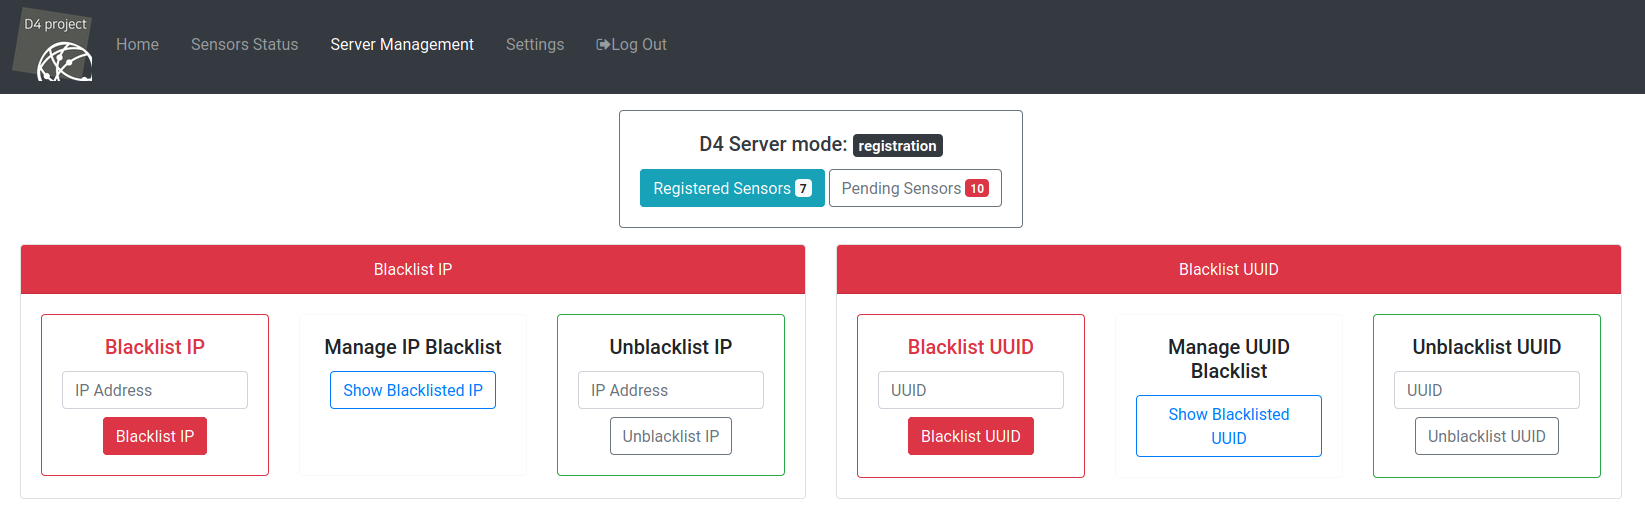 D4 project
Home Sensors Status Server Management Settings Log Out
D4 Server mode: registration
Registered Sensors 7 Pending Sensors 10
Blacklist IP
Blacklist IP
IP Address
Blacklist IP
Manage IP Blacklist
Show Blacklisted IP
Unblacklist IP
IP Address
Unblacklist IP
Blacklist UUID
Blacklist UUID
UUID
Blacklist UUID
Manage UUID
Blacklist
Show Blacklisted
UUID
Unblacklist UUID
UUID
Unblacklist UUID